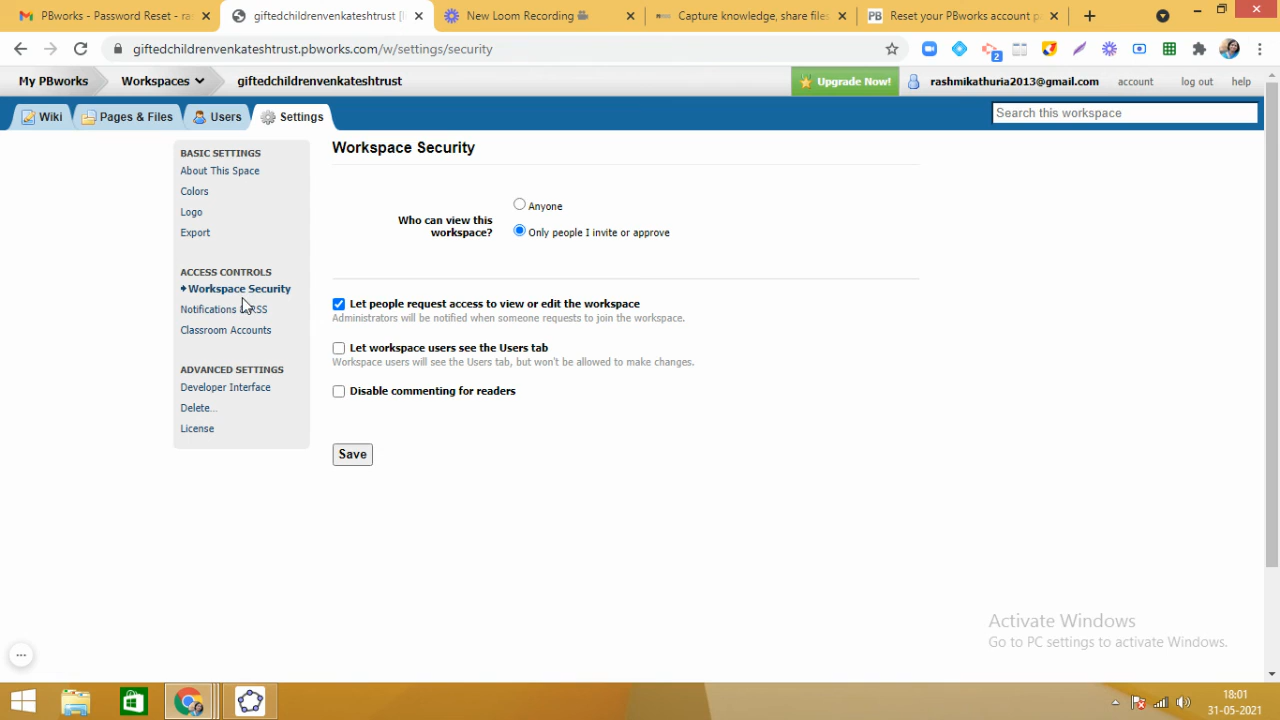 PBworks - Password Reset - ras
giftedchildrenvenkateshtrust [l
New Loom Recording
Capture knowledge, share files
PB Reset your PBworks account p
giftedchildrenvenkateshtrust.pbworks.com/w/settings/security
2
My PBworks
Workspaces
giftedchildrenvenkateshtrust
Upgrade Now!
rashmikathuria2013@gmail.com
account
log out
help
Wiki
Pages & Files
Users
Settings
Search this workspace
BASIC SETTINGS
About This Space
Colors
Logo
Export
ACCESS CONTROLS
Workspace Security
Notifications & RSS
Classroom Accounts
ADVANCED SETTINGS
Developer Interface
Delete...
License
Workspace Security
Who can view this
workspace?
Anyone
Only people I invite or approve
Let people request access to view or edit the workspace
Administrators will be notified when someone requests to join the workspace.
Let workspace users see the Users tab
Workspace users will see the Users tab, but won't be allowed to make changes.
Disable commenting for readers
Save
Activate Windows
Go to PC settings to activate Windows.
18:01
31-05-2021